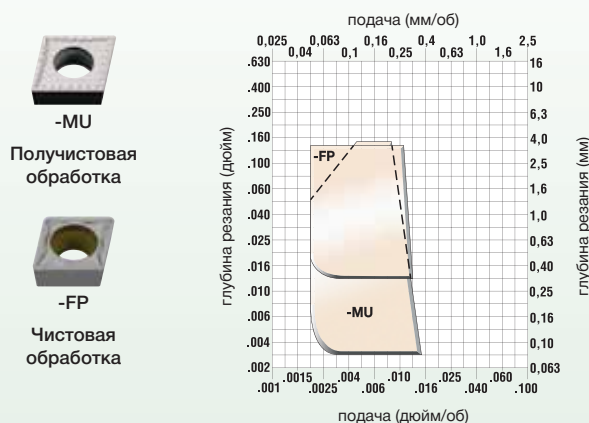 -MU
Получистовая
обработка
-FP
Чистовая
обработка
подача (мм/об)
0,025 0,063 0,16 0,4 1,0 2,5
0,04 0,1 0,25 0,63 1,6
глубина резания (дюйм)
.630
.400
.250
.160
.100
.060
.040
.025
.016
.010
.006
.004
.002
-FP
-MU
16
10
6,3
4,0
2,5
1,6
1,0
0,63
0,40
0,25
0,16
0,10
0,063
глубина резания (мм)
.0015 .004 .010 .025 .060
.001 .0025 .006 .016 .040 .100
подача (дюйм/об)